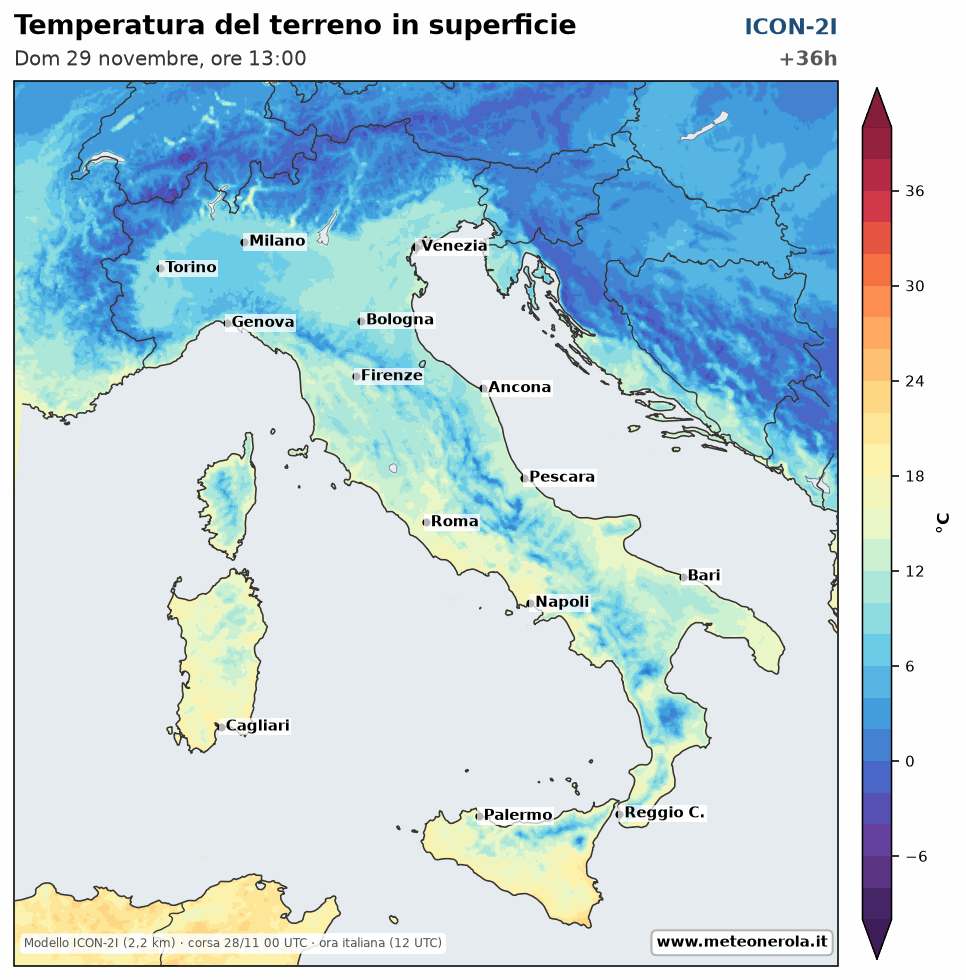 Temperatura del terreno in superficie
ICON-2I
Dom 29 novembre, ore 13:00
+36h
Milano
Venezia
Torino
Genova
Bologna
Firenze
Ancona
Pescara
Roma
Bari
Napoli
Cagliari
Palermo
Reggio C.
36
30
24
18
12
6
0
−6
°C
Modello ICON-2I (2,2 km) · corsa 28/11 00 UTC · ora italiana (12 UTC)
www.meteonerola.it